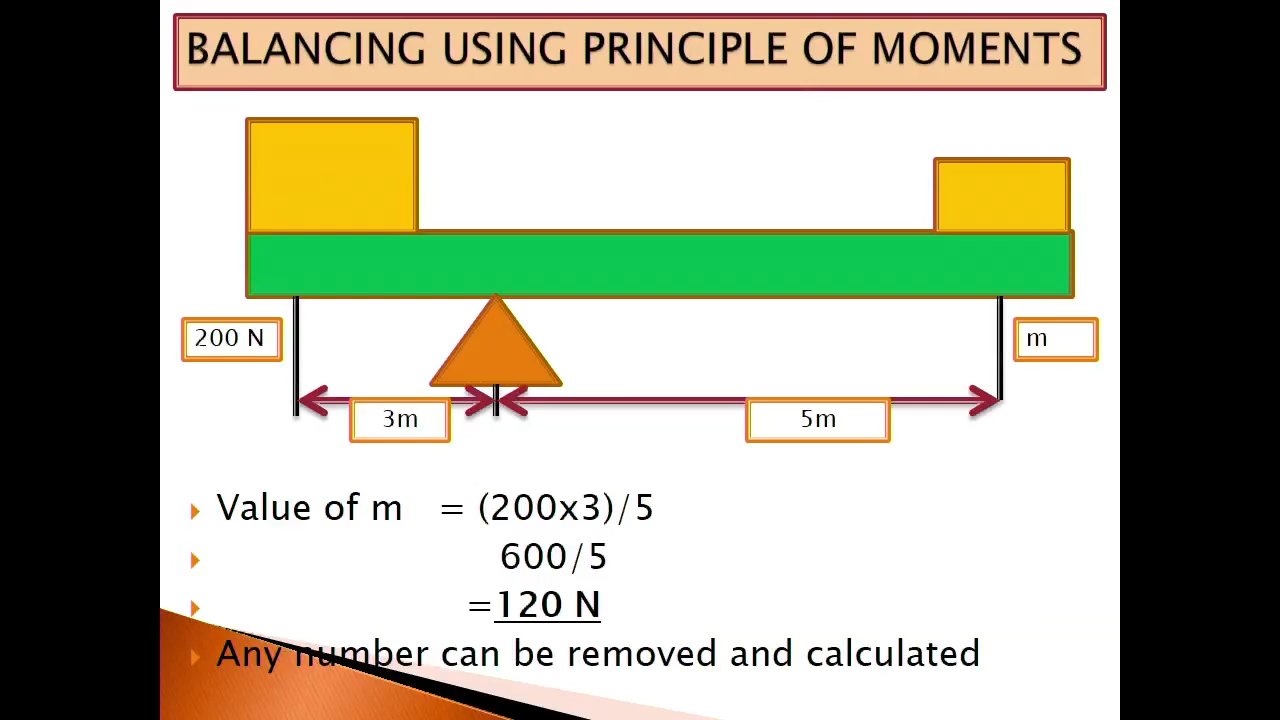 BALANCING USING PRINCIPLE OF MOMENTS
200 N
m
3m
5m
Value of m = (200x3)/5
600/5
=120 N
Any number can be removed and calculated